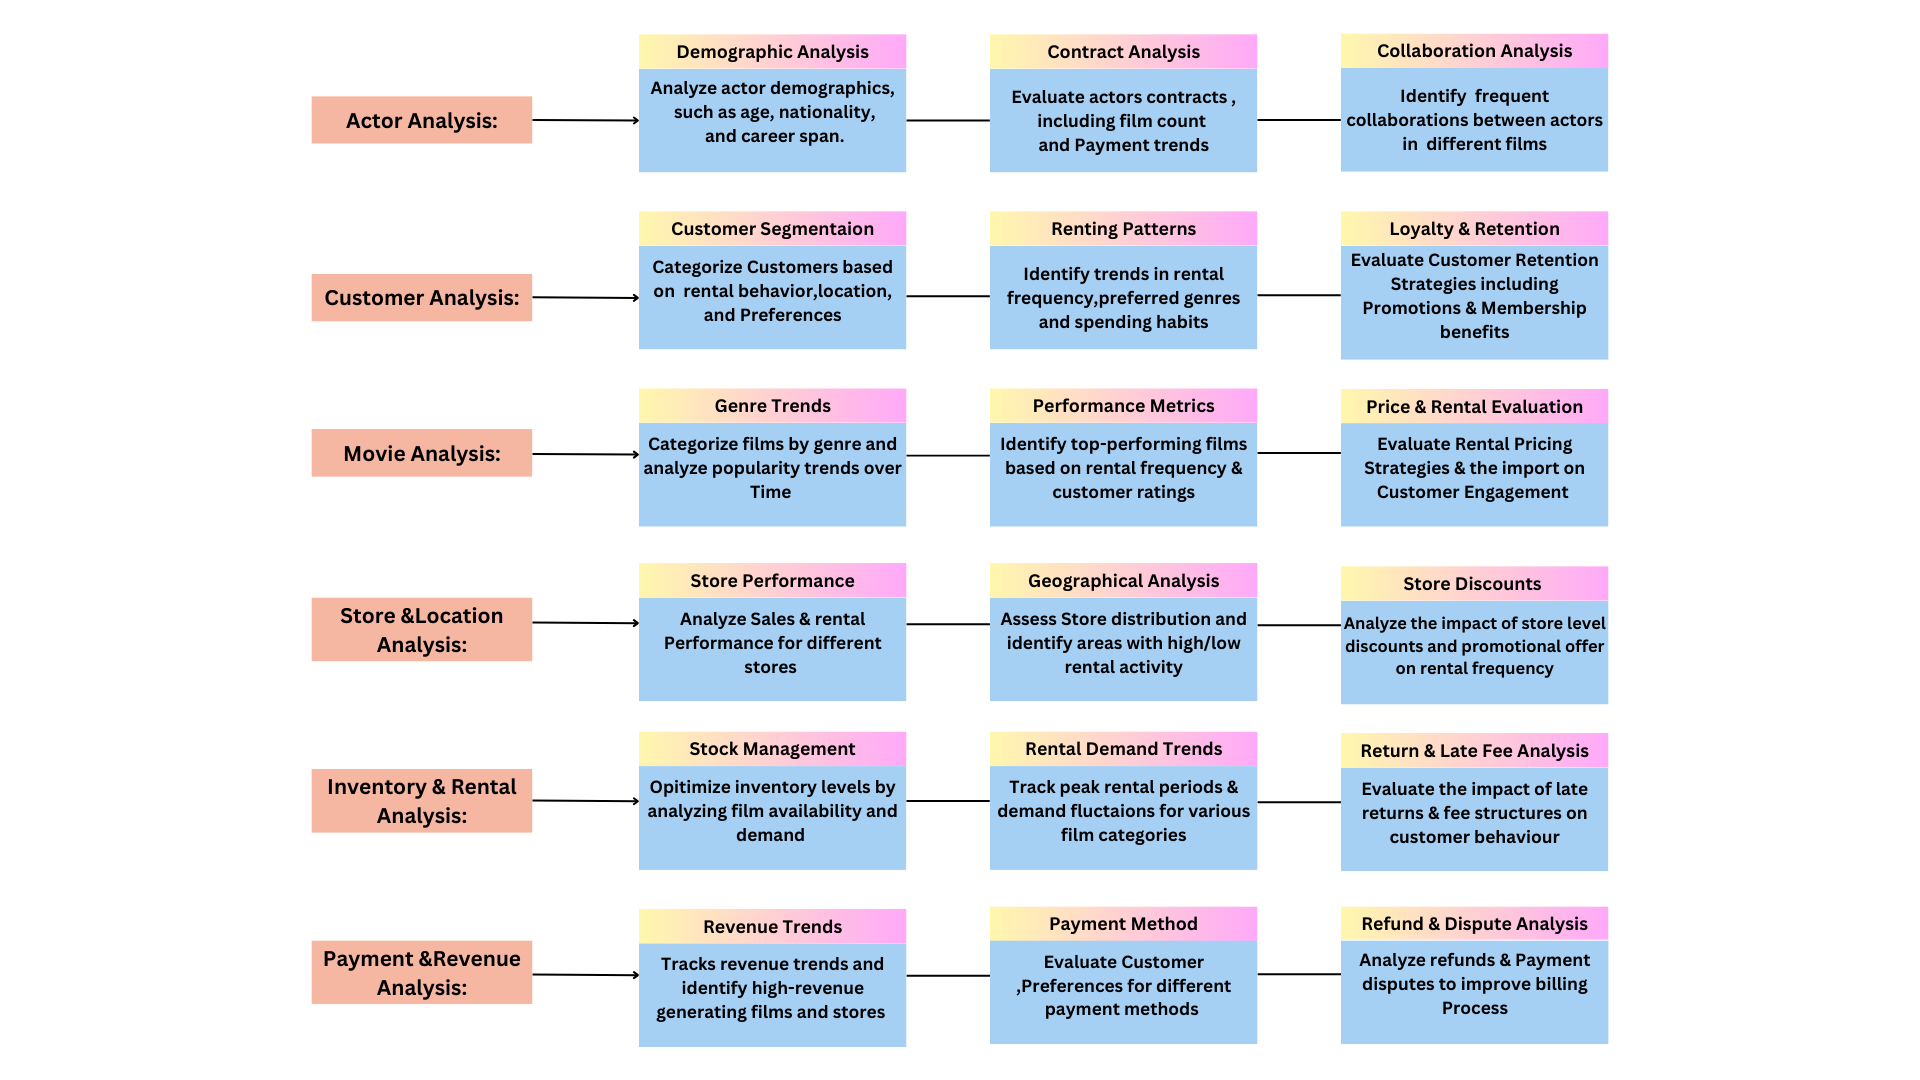 Demographic Analysis
Analyze actor demographics,
such as age, nationality,
and career span.
Contract Analysis
Evaluate actors contracts ,
including film count
and Payment trends
Collaboration Analysis
Identify  frequent
collaborations between actors
in  different films
Actor Analysis:
Customer Segmentaion
Categorize Customers based
on  rental behavior,location,
and Preferences
Renting Patterns
Identify trends in rental
frequency,preferred genres
and spending habits
Loyalty & Retention
Evaluate Customer Retention
Strategies including
Promotions & Membership
benefits
Customer Analysis:
Genre Trends
Categorize films by genre and
analyze popularity trends over
Time
Performance Metrics
Identify top-performing films
based on rental frequency &
customer ratings
Price & Rental Evaluation
Evaluate Rental Pricing
Strategies & the import on
Customer Engagement
Movie Analysis:
Store Performance
Analyze Sales & rental
Performance for different
stores
Geographical Analysis
Assess Store distribution and
identify areas with high/low
rental activity
Store Discounts
Analyze the impact of store level
discounts and promotional offer
on rental frequency
Store &Location
Analysis:
Stock Management
Opitimize inventory levels by
analyzing film availability and
demand
Rental Demand Trends
Track peak rental periods &
demand fluctaions for various
film categories
Return & Late Fee Analysis
Evaluate the impact of late
returns & fee structures on
customer behaviour
Inventory & Rental
Analysis:
Revenue Trends
Tracks revenue trends and
identify high-revenue
generating films and stores
Payment Method
Evaluate Customer
,Preferences for different
payment methods
Refund & Dispute Analysis
Analyze refunds & Payment
disputes to improve billing
Process
Payment &Revenue
Analysis: